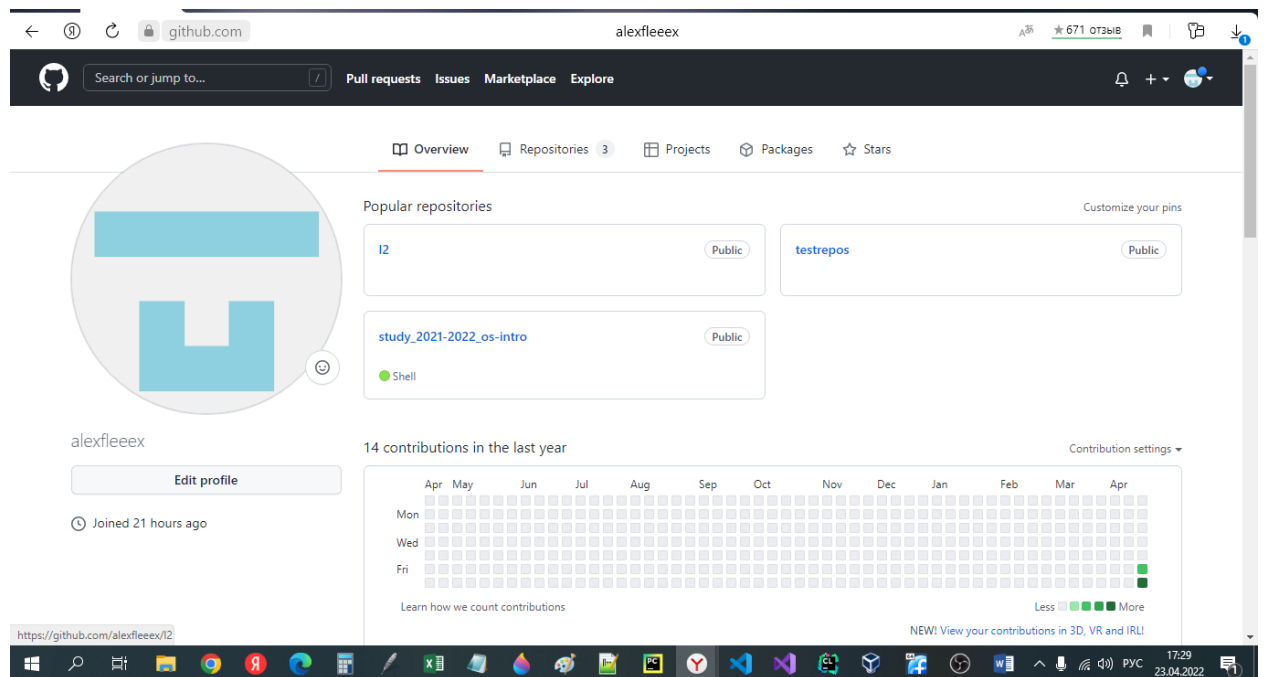 github.com alexfleeex ★ 671 отзыв
Search or jump to... / Pull requests Issues Marketplace Explore
Overview Repositories 3 Projects Packages Stars
Popular repositories Customize your pins
l2 Public testrepos Public
study_2021-2022_os-intro Public
Shell
alexfleeex
14 contributions in the last year Contribution settings
Edit profile
Apr May Jun Jul Aug Sep Oct Nov Dec Jan Feb Mar Apr
Mon
Joined 21 hours ago
Wed
Fri
Learn how we count contributions Less More
NEW! View your contributions in 3D, VR and IRL!
https://github.com/alexfleeex/l2
РУС 17:29
23.04.2022